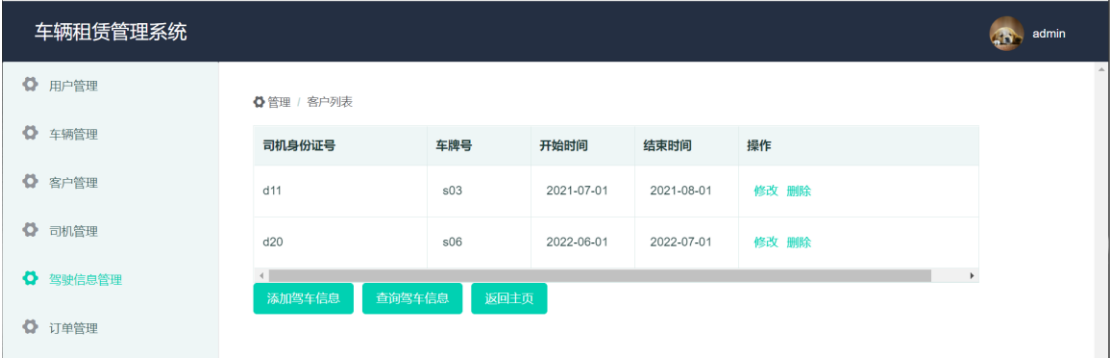 车辆租赁管理系统
admin
用户管理
车辆管理
客户管理
司机管理
驾驶信息管理
订单管理
管理 / 客户列表
司机身份证号 车牌号 开始时间 结束时间 操作
d11 s03 2021-07-01 2021-08-01 修改 删除
d20 s06 2022-06-01 2022-07-01 修改 删除
添加驾车信息 查询驾车信息 返回主页